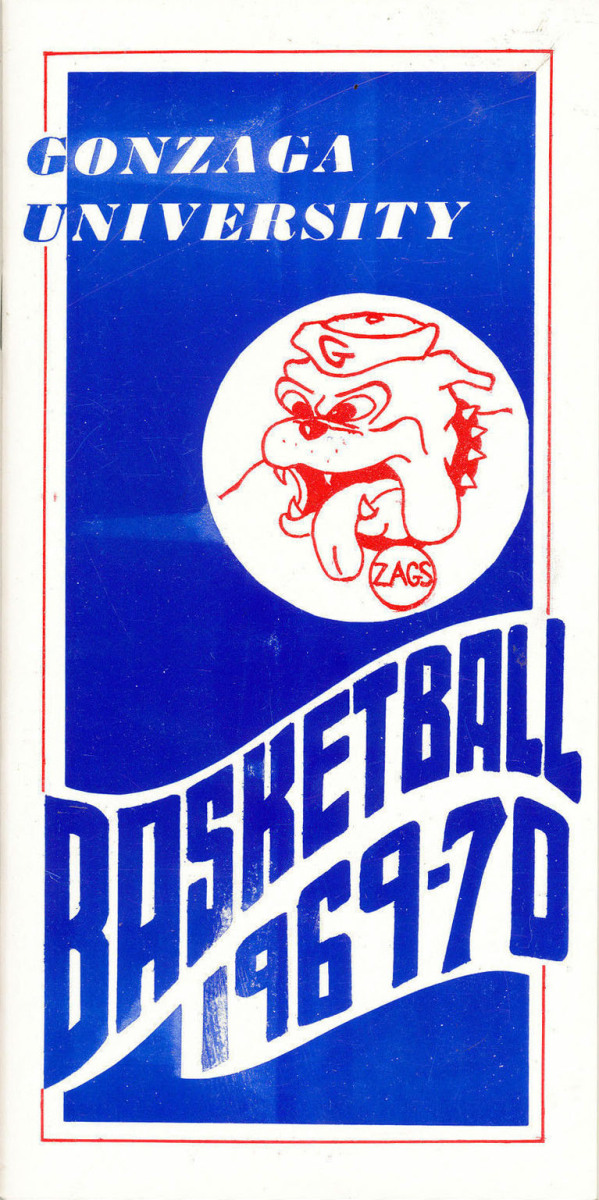 GONZAGA
UNIVERSITY
G
ZAGS
BASKETBALL
1969-70